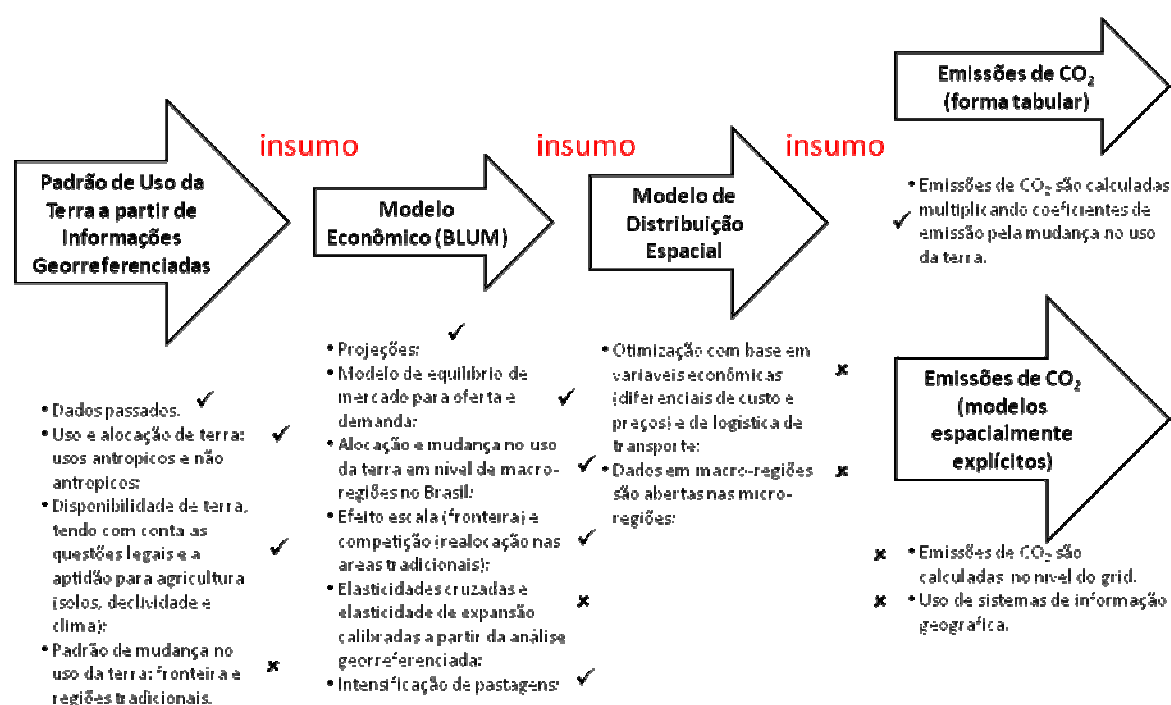 Padrão de Uso da
Terra a partir de
Informações
Georreferenciadas
insumo
Modelo
Econômico (BLUM)
insumo
Modelo de
Distribuição
Espacial
insumo
Emissões de CO₂
(forma tabular)
• Emissões de CO₂ são calculadas
✓ multiplicando coeficientes de
emissão pela mudança no uso
da terra.
Emissões de CO₂
(modelos
espacialmente
explícitos)
• Dados passados. ✓
• Uso e alocação de terra: ✓
usos antropicos e não
antropicos;
• Disponibilidade de terra,
tendo com conta as
questões legais e a ✓
aptidão para agricultura
(solos, declividade e
clima);
• Padrão de mudança no
uso da terra: fronteira e ✘
regiões tradicionais.
• Projeções: ✓
• Modelo de equilíbrio de
mercado para oferta e ✓
demanda;
• Alocação e mudança no uso
da terra em nível de macro- ✓
regiões no Brasil;
• Efeito escala (fronteira) e
competição (realocação nas ✓
areas tradicionais);
• Elasticidades cruzadas e
elasticidade de expansão ✘
calibradas a partir da análise
georreferenciada;
• Intensificação de pastagens; ✓
• Otimização com base em
variaveis econômicas ✘
(diferenciais de custo e
preços) e de logistica de
transporte;
• Dados em macro-regiões ✘
são abertas nas micro-
regiões;
✘ • Emissões de CO₂ são
calculadas no nivel do grid.
✘ • Uso de sistemas de informação
geografica.